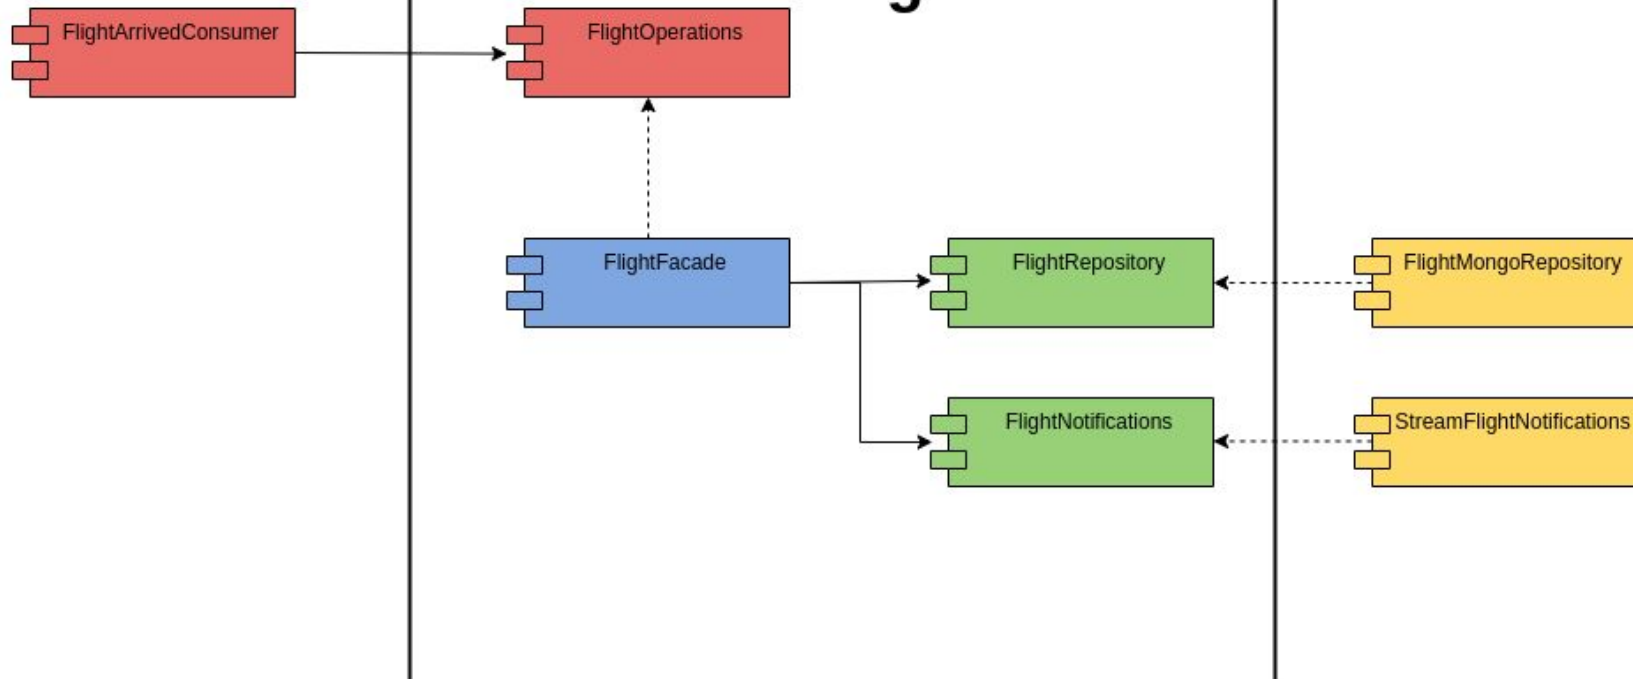 FlightArrivedConsumer
FlightOperations
FlightFacade
FlightRepository
FlightMongoRepository
FlightNotifications
StreamFlightNotifications